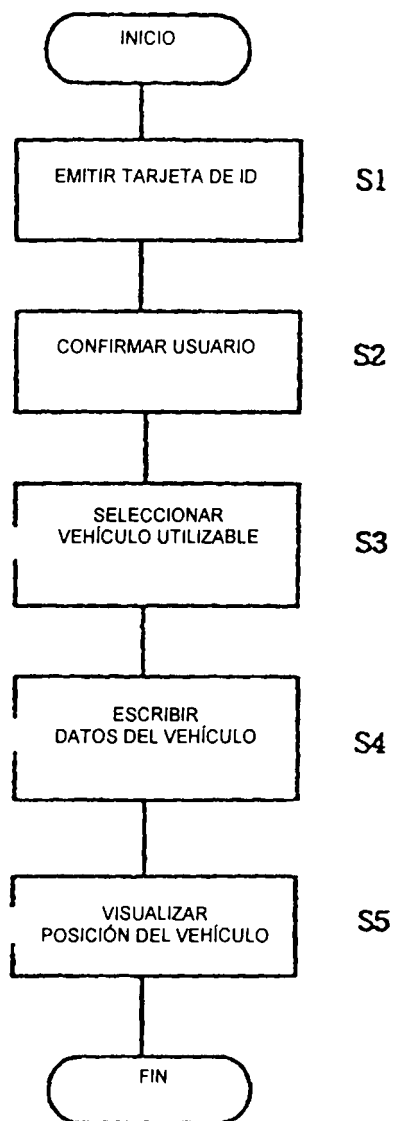 INICIO
EMITIR TARJETA DE ID
S1
CONFIRMAR USUARIO
S2
SELECCIONAR
VEHÍCULO UTILIZABLE
S3
ESCRIBIR
DATOS DEL VEHÍCULO
S4
VISUALIZAR
POSICIÓN DEL VEHÍCULO
S5
FIN